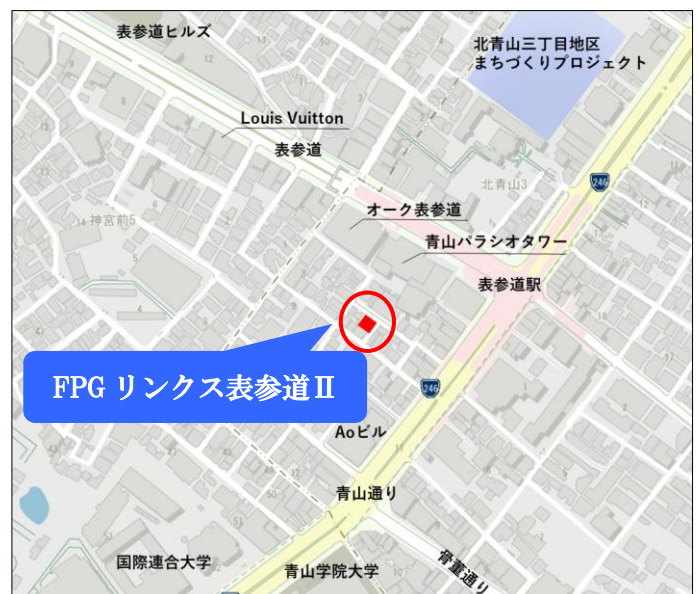 表参道ヒルズ
北青山三丁目地区
まちづくりプロジェクト
Louis Vuitton
表参道
246
北青山3
オーク表参道
神宮前5
青山パラシオタワー
表参道駅
FPG リンクス表参道Ⅱ
246
Aoビル
青山通り
国際連合大学
青山学院大学
骨董通り